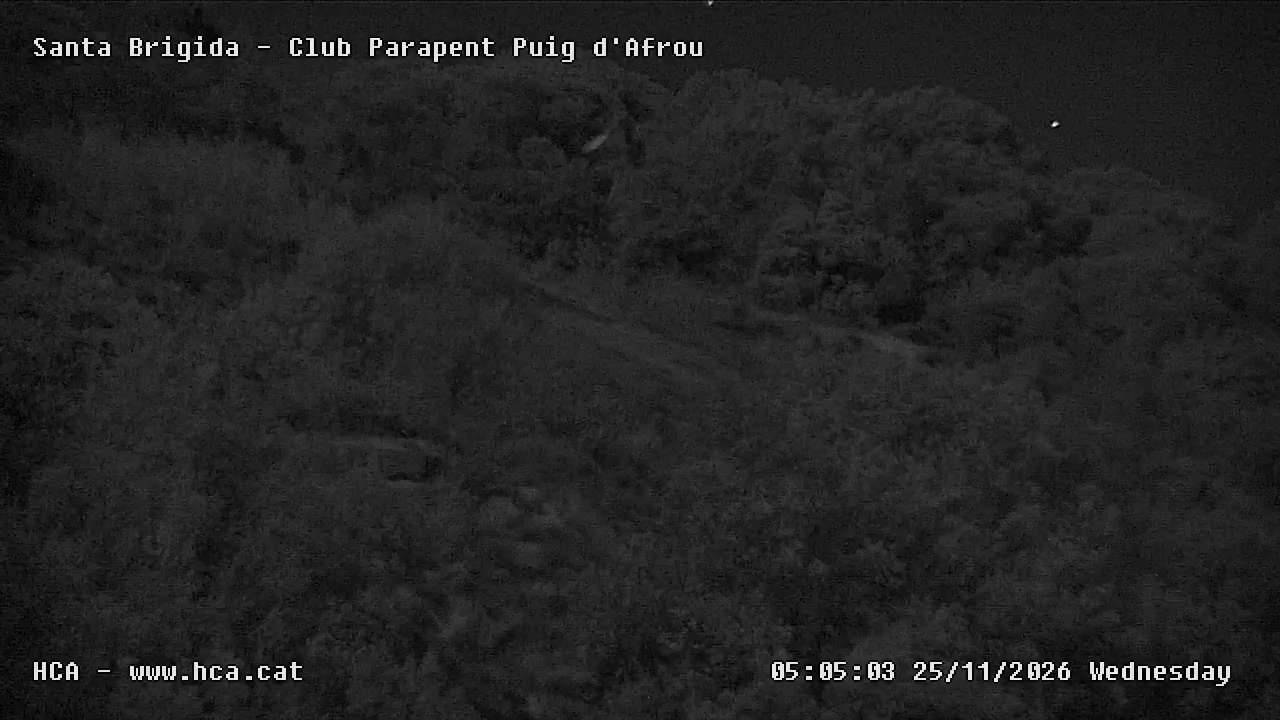 Santa Brigida - Club Parapent Puig d'Afrou
HCA - www.hca.cat
05:05:03 25/11/2026 Wednesday